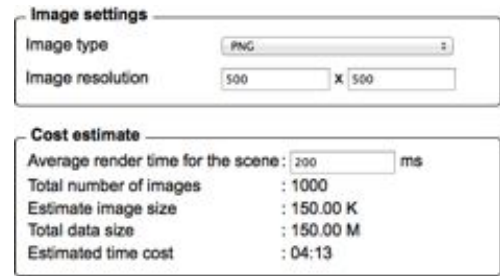 Image settings
Image type PNG
Image resolution 500 X 500
Cost estimate
Average render time for the scene: 200 ms
Total number of images : 1000
Estimate image size : 150.00 K
Total data size : 150.00 M
Estimated time cost : 04:13